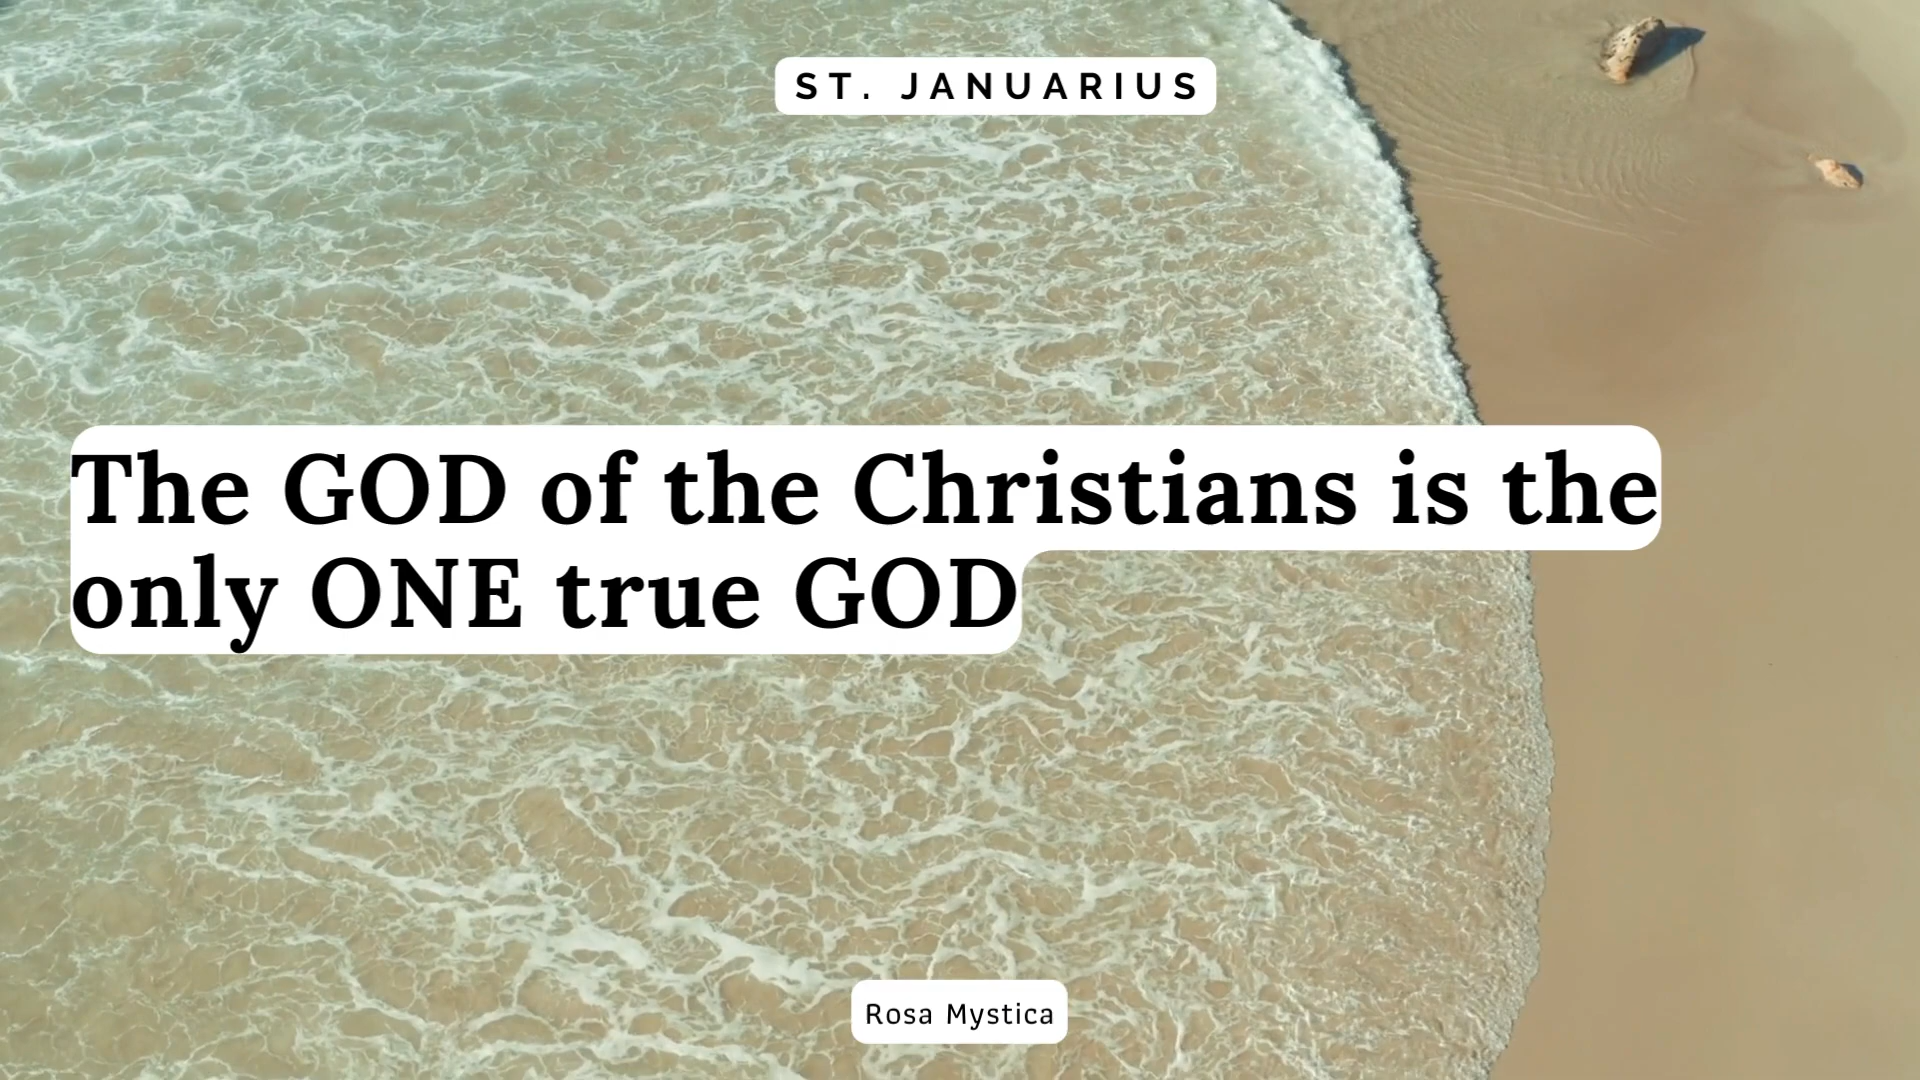 ST. JANUARIUS
The GOD of the Christians is the
only ONE true GOD
Rosa Mystica